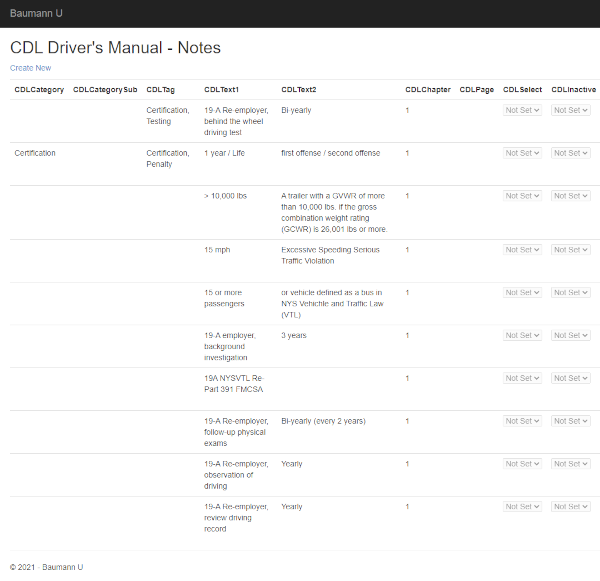 Baumann U
CDL Driver's Manual - Notes
Create New
CDLCategory CDLCategorySub CDLTag CDLText1 CDLText2 CDLChapter CDLPage CDLSelect CDLInactive
Certification, 19-A Re-employer, Bi-yearly 1 Not Set Not Set
Testing behind the wheel
driving test
Certification Certification, 1 year / Life first offense / second offense 1 Not Set Not Set
Penalty
> 10,000 lbs A trailer with a GVWR of more 1 Not Set Not Set
than 10,000 lbs. if the gross
combination weight rating
(GCWR) is 26,001 lbs or more.
15 mph Excessive Speeding Serious 1 Not Set Not Set
Traffic Violation
15 or more or vehicle defined as a bus in 1 Not Set Not Set
passengers NYS Vehichle and Traffic Law
(VTL)
19-A employer, 3 years 1 Not Set Not Set
background
investigation
19A NYSVTL Re- 1 Not Set Not Set
Part 391 FMCSA
19-A Re-employer, Bi-yearly (every 2 years) 1 Not Set Not Set
follow-up physical
exams
19-A Re-employer, Yearly 1 Not Set Not Set
observation of
driving
19-A Re-employer, Yearly 1 Not Set Not Set
review driving
record
© 2021 - Baumann U